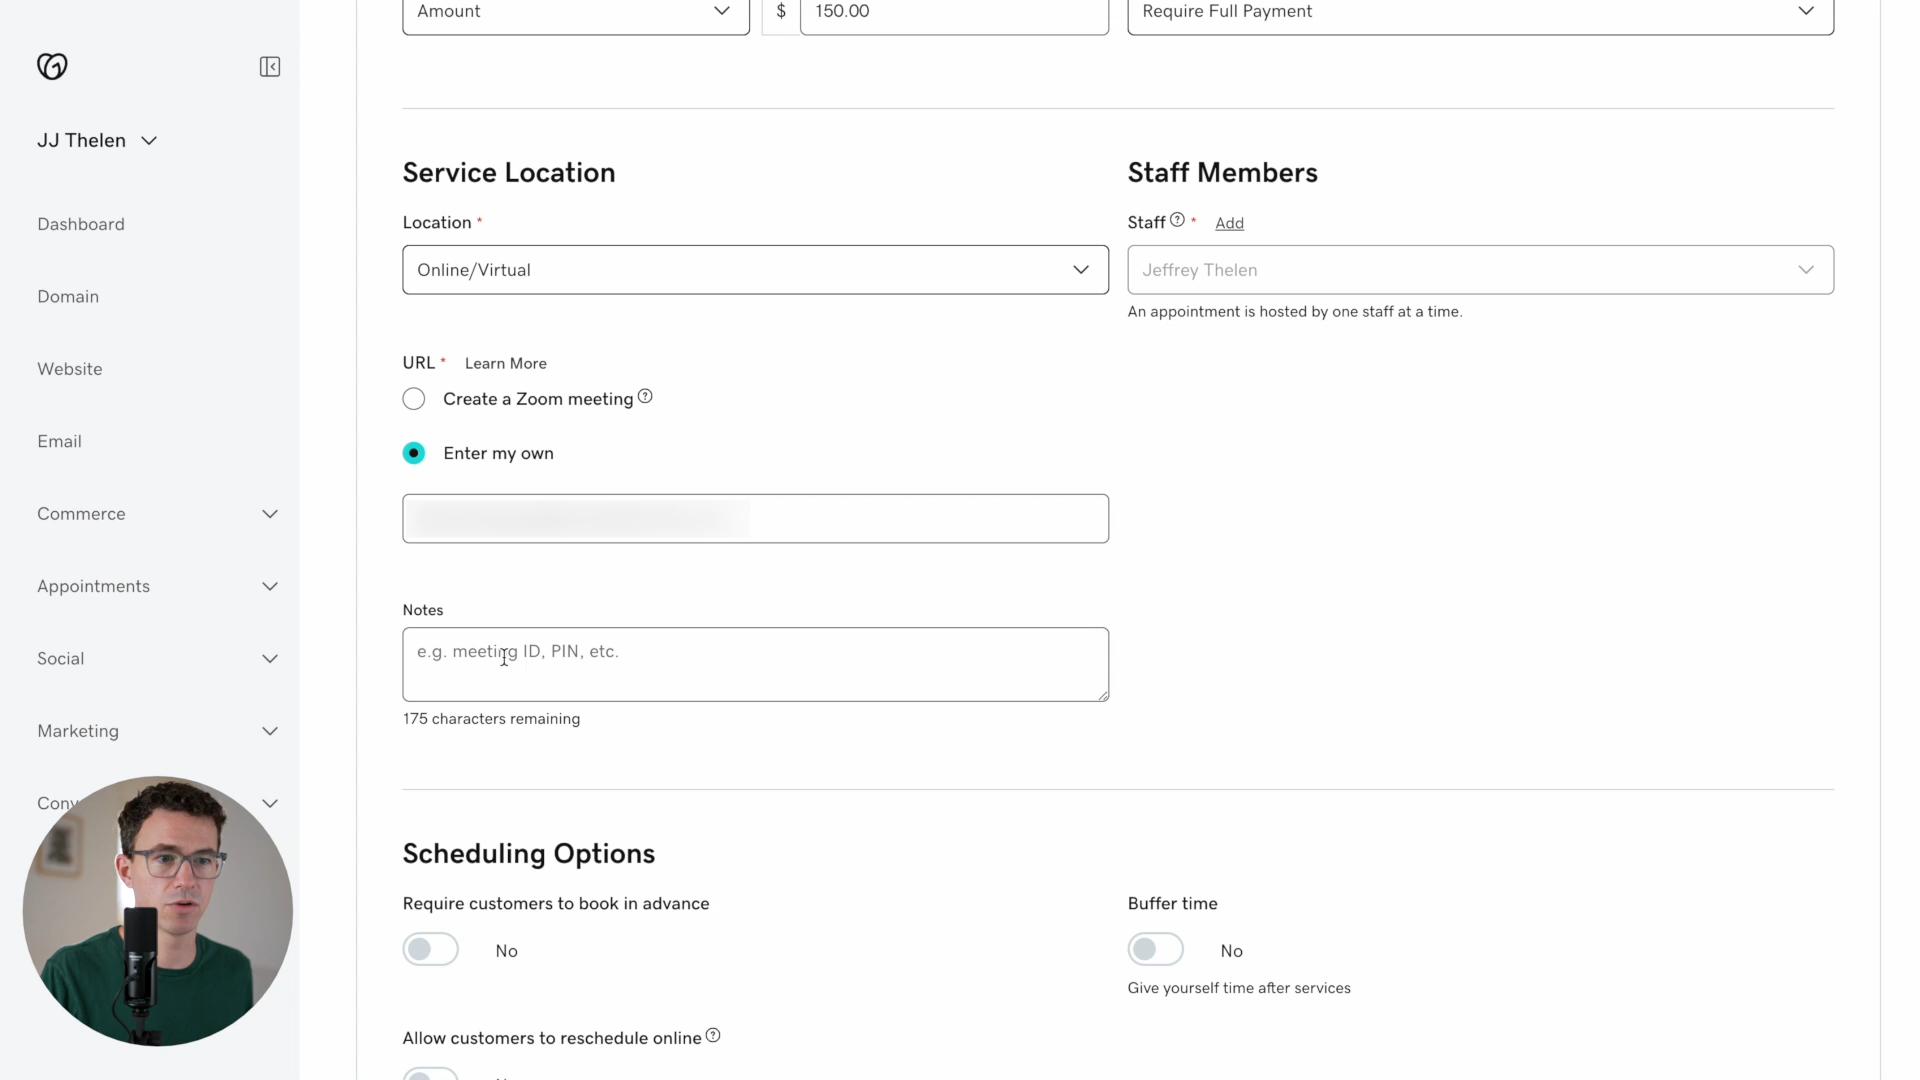 Amount
$
150.00
Require Full Payment
JJ Thelen
Dashboard
Domain
Website
Email
Commerce
Appointments
Social
Marketing
Service Location
Location *
Online/Virtual
URL * Learn More
Create a Zoom meeting ?
Enter my own
Notes
e.g. meeting ID, PIN, etc.
175 characters remaining
Staff Members
Staff ? * Add
Jeffrey Thelen
An appointment is hosted by one staff at a time.
Scheduling Options
Require customers to book in advance
No
Buffer time
No
Give yourself time after services
Allow customers to reschedule online ?